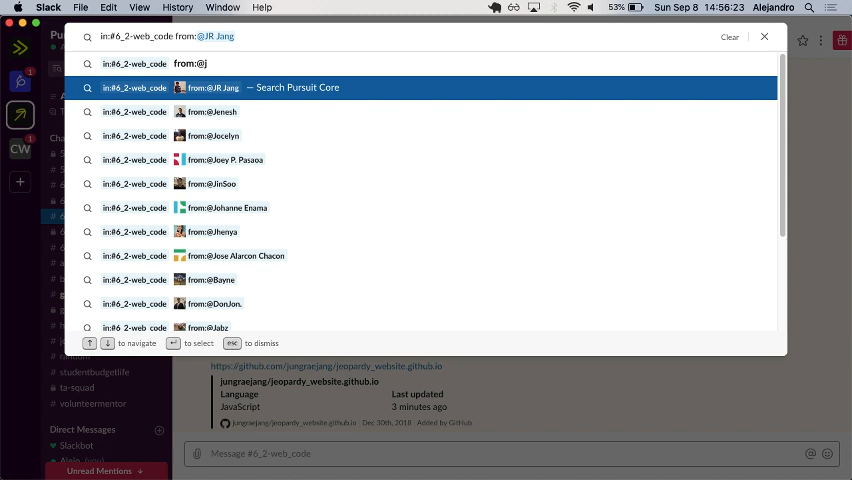 Slack File Edit View History Window Help 53% Sun Sep 8 14:56:23 Alejandro
in:#6_2-web_code from:@JR Jang Clear
in:#6_2-web_code from:@j
in:#6_2-web_code from:@JR Jang — Search Pursuit Core
in:#6_2-web_code from:@Jenesh
in:#6_2-web_code from:@Jocelyn
in:#6_2-web_code from:@Joey P. Pasaoa
in:#6_2-web_code from:@JinSoo
in:#6_2-web_code from:@Johanne Enama
in:#6_2-web_code from:@Jhenya
in:#6_2-web_code from:@Jose Alarcon Chacon
in:#6_2-web_code from:@Bayne
in:#6_2-web_code from:@DonJon.
in:#6_2-web_code from:@Jabz
↑ ↓ to navigate ↵ to select esc to dismiss
1
1
CW
https://github.com/jungraejang/jeopardy_website.github.io
jungraejang/jeopardy_website.github.io
Language Last updated
JavaScript 3 minutes ago
jungraejang/jeopardy_website.github.io Dec 30th, 2018 Added by GitHub
# random
# studentbudgetlife
ta-squad
# volunteermentor
Direct Messages
Slackbot
Alejo (you)
Unread Mentions ↓
Message #6_2-web_code